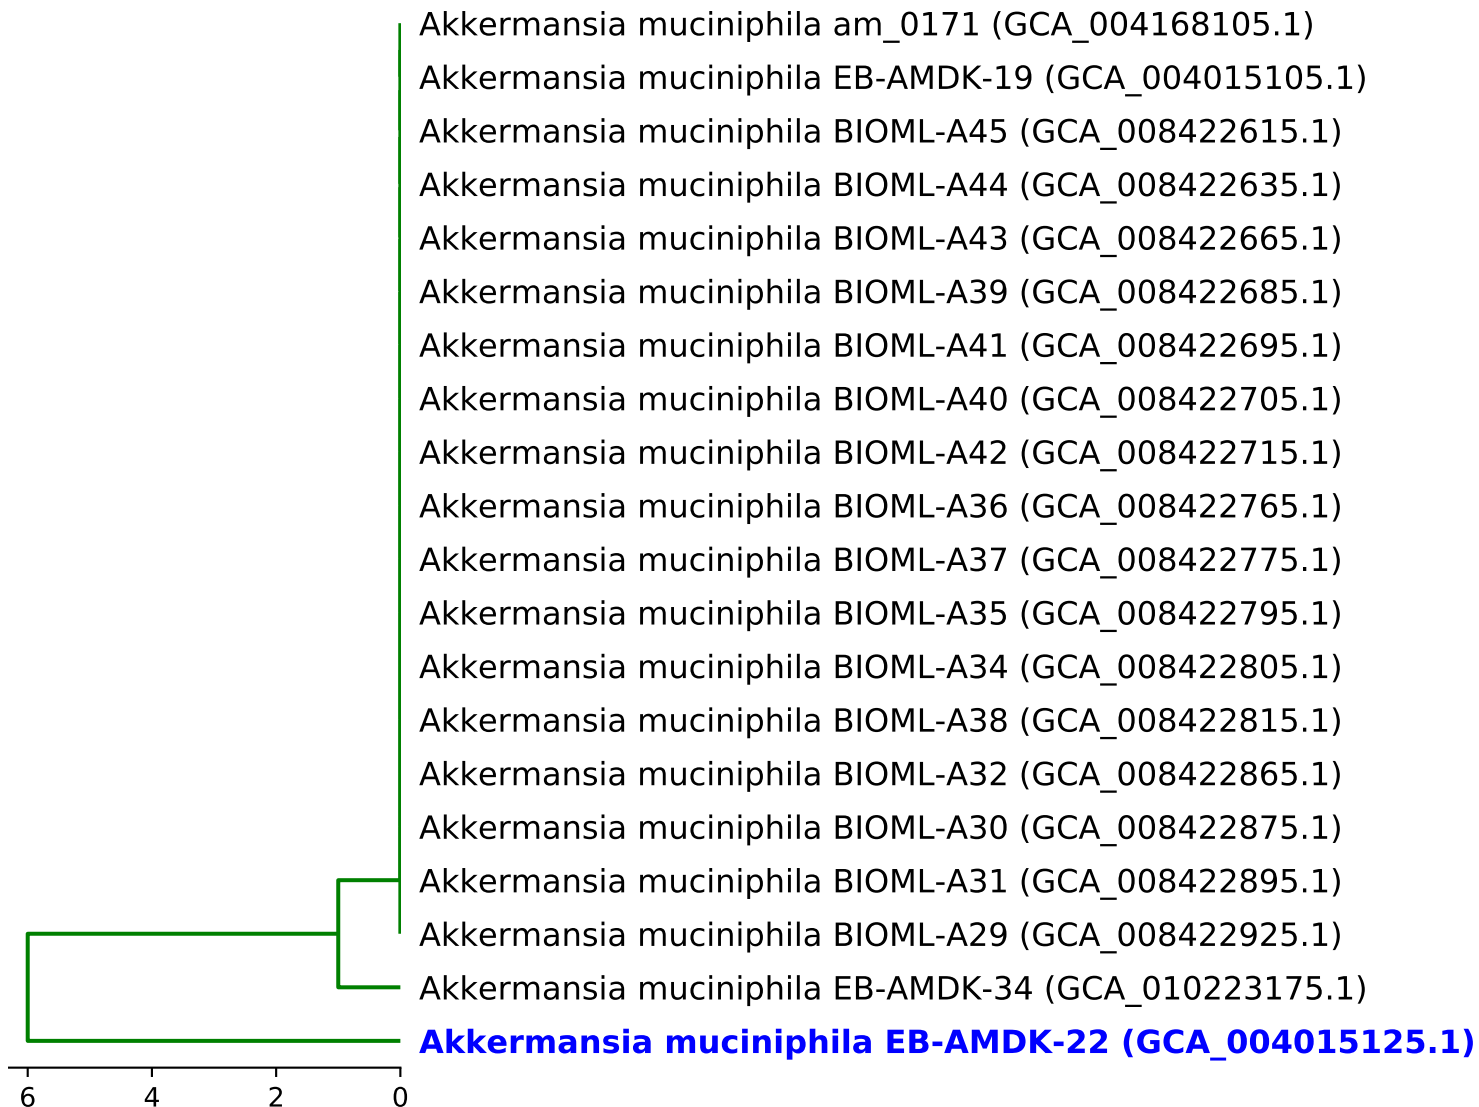 Akkermansia muciniphila am_0171 (GCA_004168105.1)
Akkermansia muciniphila EB-AMDK-19 (GCA_004015105.1)
Akkermansia muciniphila BIOML-A45 (GCA_008422615.1)
Akkermansia muciniphila BIOML-A44 (GCA_008422635.1)
Akkermansia muciniphila BIOML-A43 (GCA_008422665.1)
Akkermansia muciniphila BIOML-A39 (GCA_008422685.1)
Akkermansia muciniphila BIOML-A41 (GCA_008422695.1)
Akkermansia muciniphila BIOML-A40 (GCA_008422705.1)
Akkermansia muciniphila BIOML-A42 (GCA_008422715.1)
Akkermansia muciniphila BIOML-A36 (GCA_008422765.1)
Akkermansia muciniphila BIOML-A37 (GCA_008422775.1)
Akkermansia muciniphila BIOML-A35 (GCA_008422795.1)
Akkermansia muciniphila BIOML-A34 (GCA_008422805.1)
Akkermansia muciniphila BIOML-A38 (GCA_008422815.1)
Akkermansia muciniphila BIOML-A32 (GCA_008422865.1)
Akkermansia muciniphila BIOML-A30 (GCA_008422875.1)
Akkermansia muciniphila BIOML-A31 (GCA_008422895.1)
Akkermansia muciniphila BIOML-A29 (GCA_008422925.1)
Akkermansia muciniphila EB-AMDK-34 (GCA_010223175.1)
Akkermansia muciniphila EB-AMDK-22 (GCA_004015125.1)
6 4 2 0